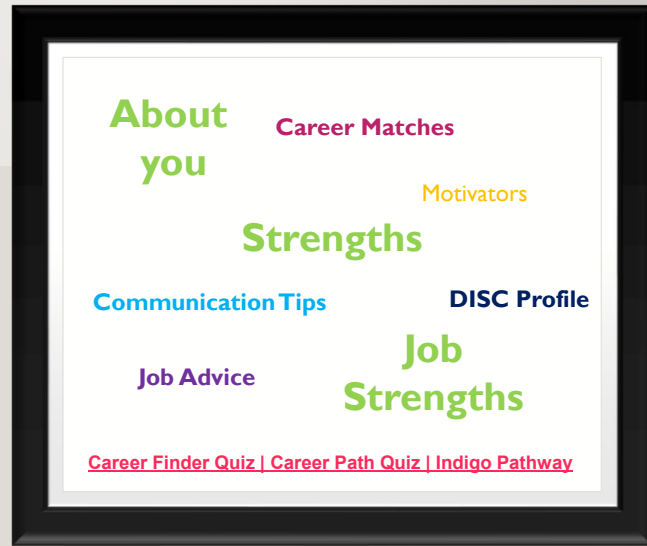 About
you
Career Matches
Motivators
Strengths
Communication Tips
DISC Profile
Job Advice
Job
Strengths
Career Finder Quiz | Career Path Quiz | Indigo Pathway